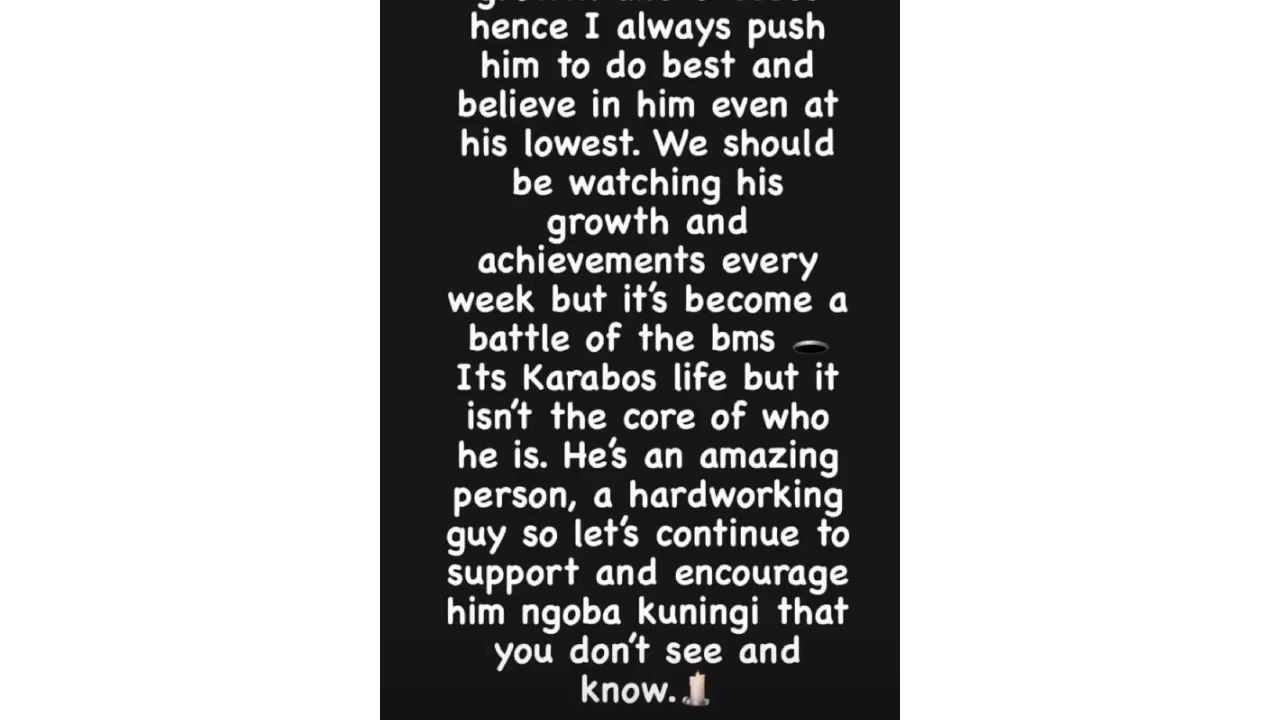 hence I always push
him to do best and
believe in him even at
his lowest. We should
be watching his
growth and
achievements every
week but it's become a
battle of the bms 🕳️
Its Karabos life but it
isn't the core of who
he is. He's an amazing
person, a hardworking
guy so let's continue to
support and encourage
him ngoba kuningi that
you don't see and
know.🕯️